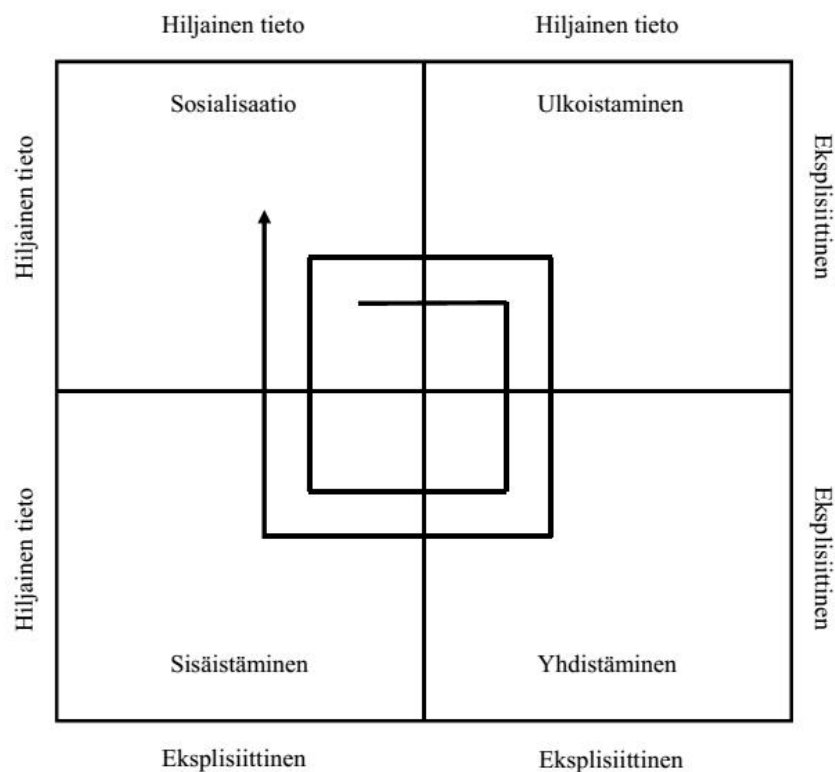 Hiljainen tieto
Hiljainen tieto
Sosialisaatio
Ulkoistaminen
Hiljainen tieto
Eksplisiittinen
Hiljainen tieto
Eksplisiittinen
Sisäistäminen
Yhdistäminen
Eksplisiittinen
Eksplisiittinen